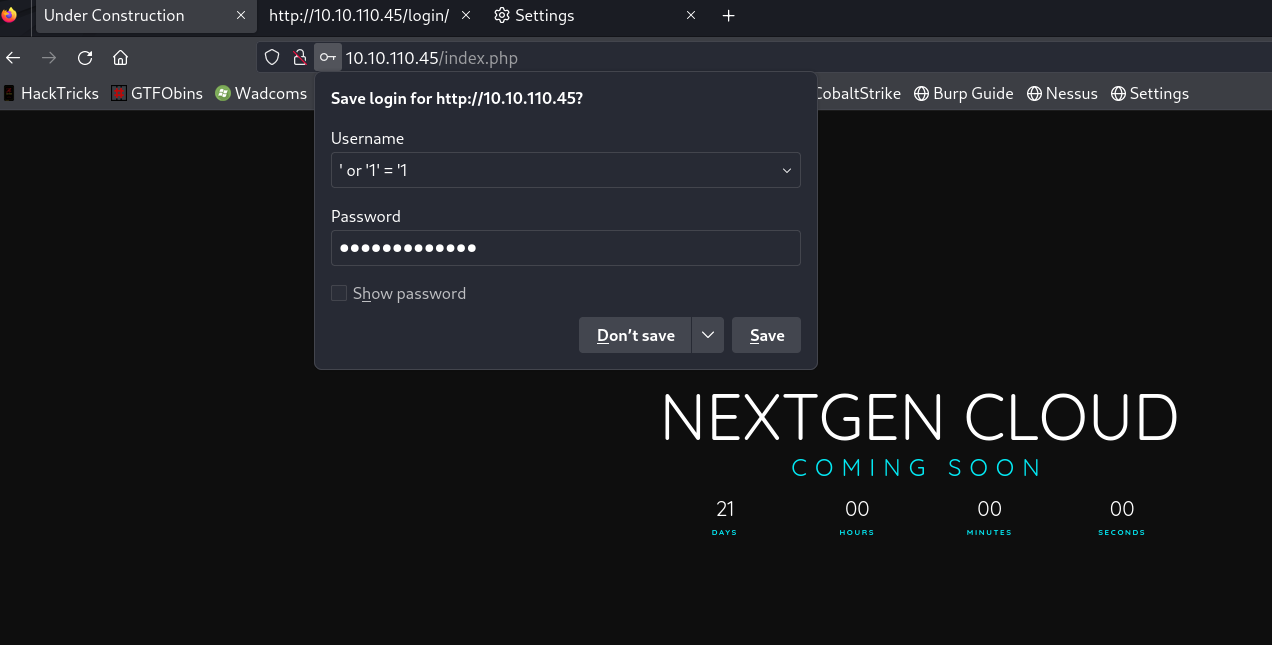 Under Construction
http://10.10.110.45/login/
Settings
10.10.110.45/index.php
HackTricks GTFObins Wadcoms CobaltStrike Burp Guide Nessus Settings
Save login for http://10.10.110.45?
Username
' or '1' = '1
Password
●●●●●●●●●●●●●
Show password
Don't save
Save
NEXTGEN CLOUD
COMING SOON
21 00 00 00
DAYS HOURS MINUTES SECONDS